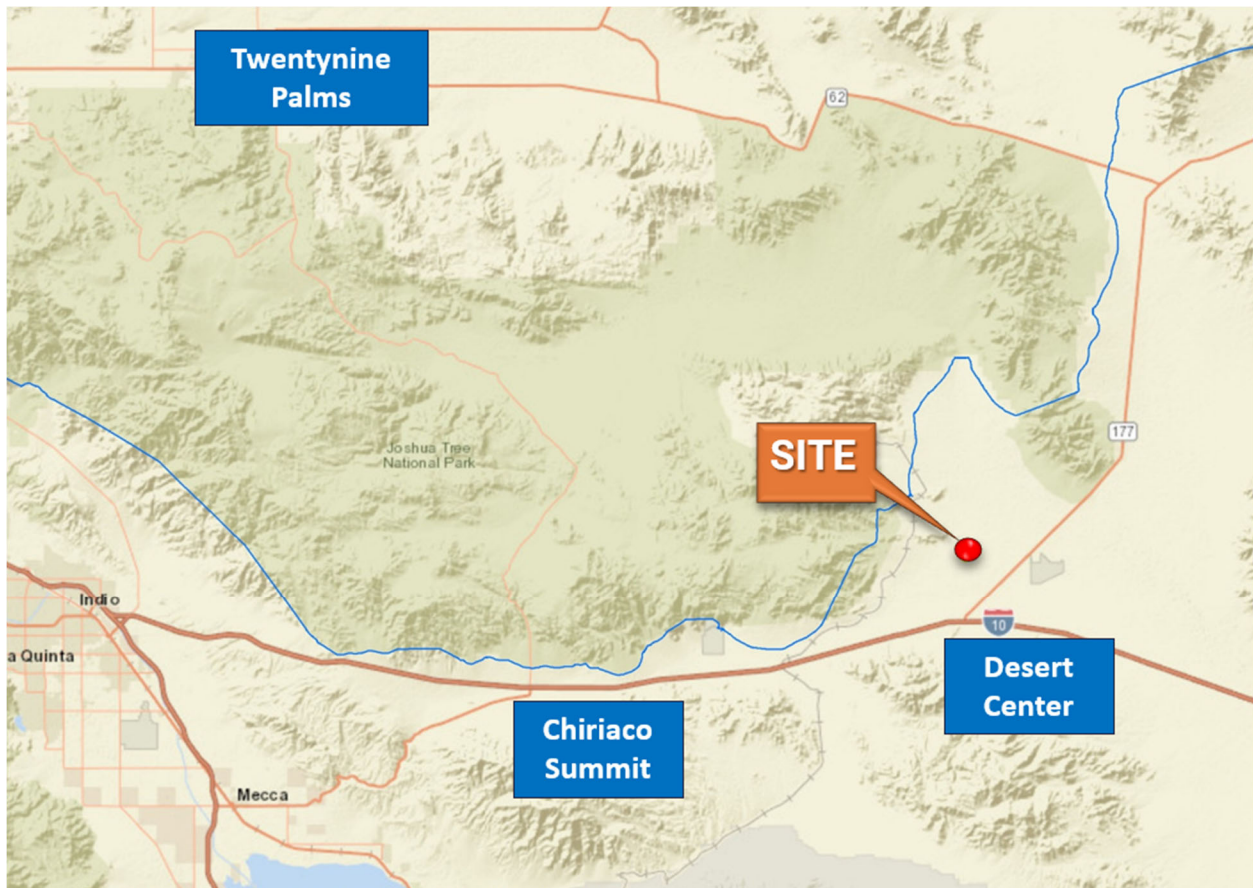 Twentynine
Palms
62
Joshua Tree
National Park
177
SITE
Indio
10
a Quinta
Desert
Center
Chiriaco
Summit
Mecca